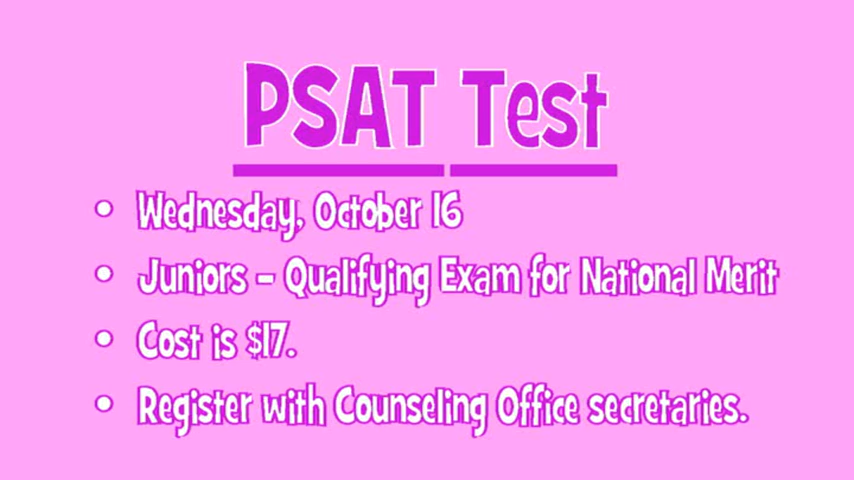 PSAT Test
• Wednesday, October 16
• Juniors - Qualifying Exam for National Merit
• Cost is $17.
• Register with Counseling Office secretaries.